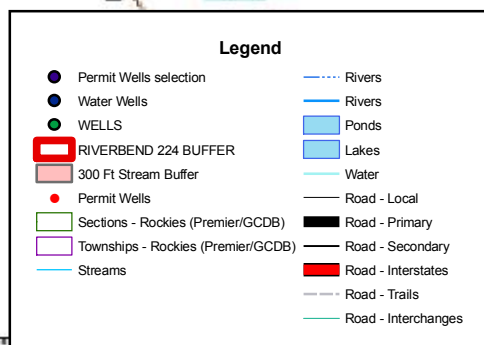 Legend
Permit Wells selection
Water Wells
WELLS
RIVERBEND 224 BUFFER
300 Ft Stream Buffer
Permit Wells
Sections - Rockies (Premier/GCDB)
Townships - Rockies (Premier/GCDB)
Streams
Rivers
Rivers
Ponds
Lakes
Water
Road - Local
Road - Primary
Road - Secondary
Road - Interstates
Road - Trails
Road - Interchanges